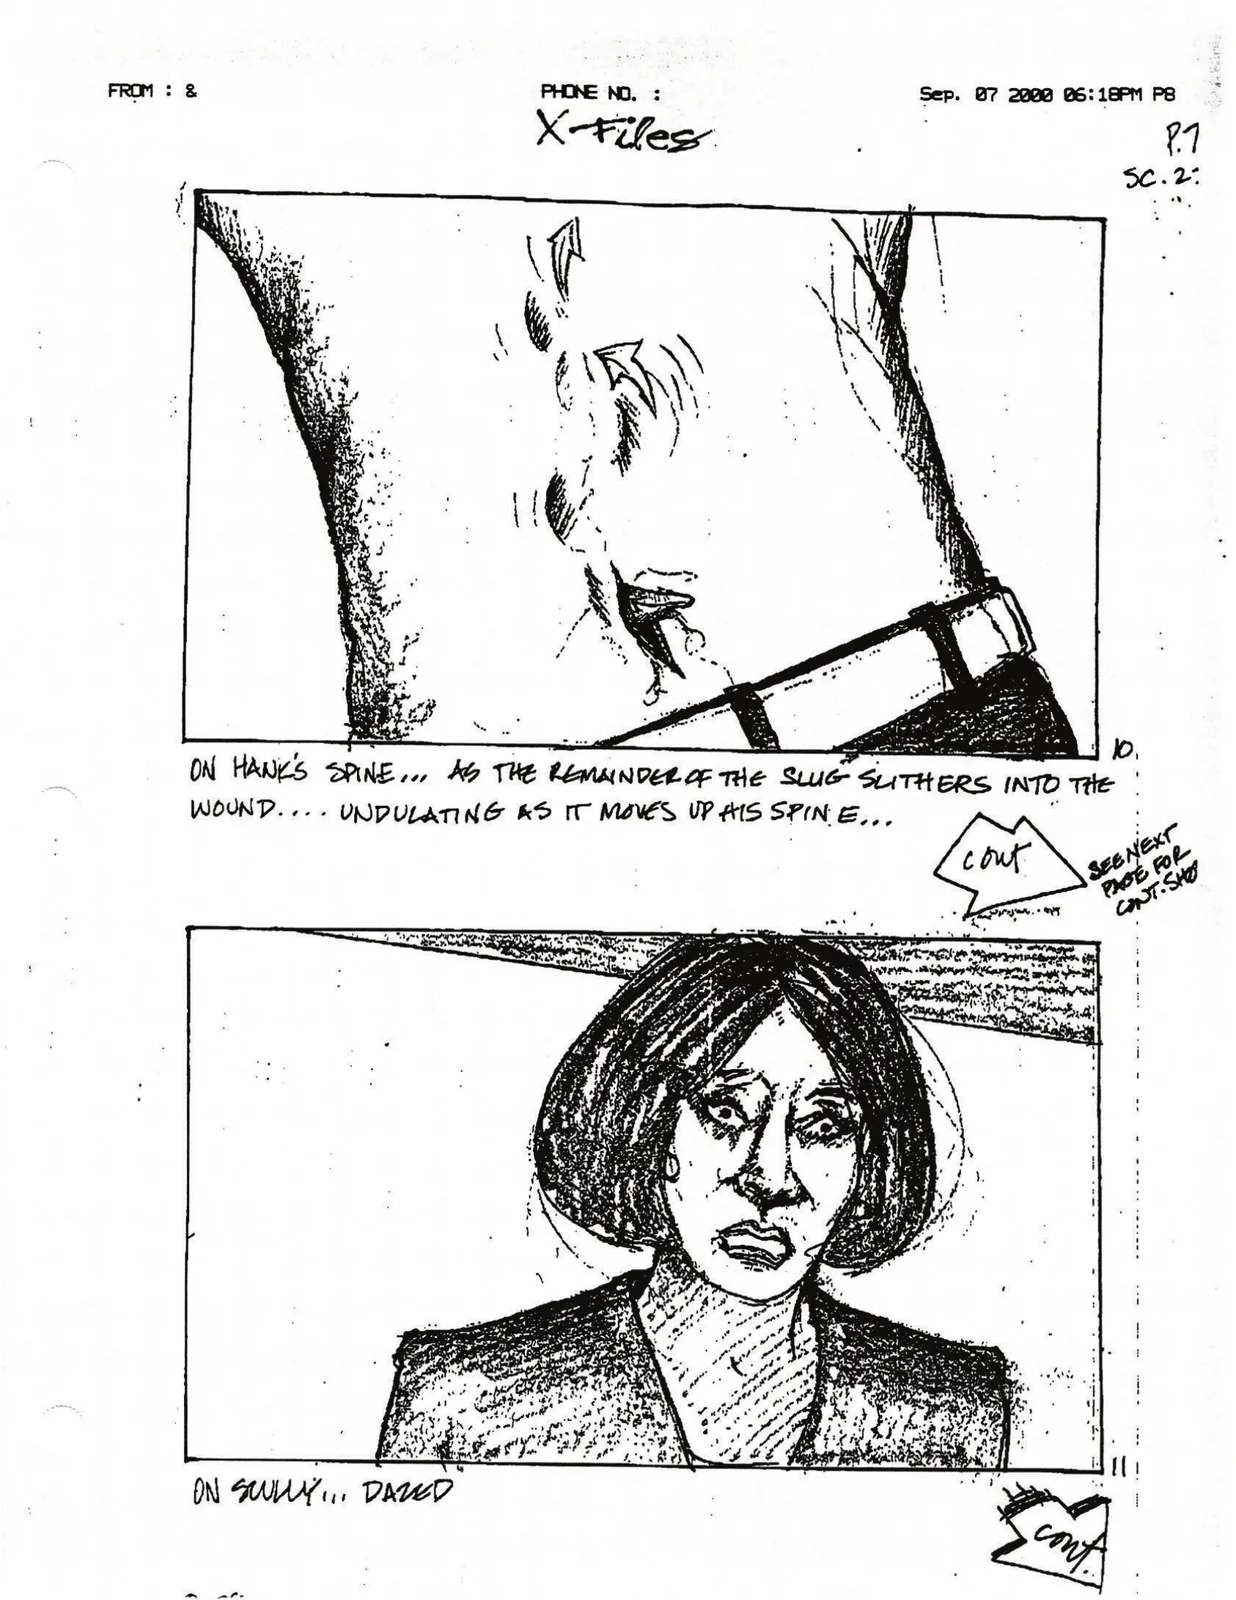 FROM : &
PHONE NO. :
Sep. 07 2000 06:18PM P8
X-Files
P.7
SC. 2
10
ON HANK'S SPINE... AS THE REMAINDER OF THE SLUG SLITHERS INTO THE
WOUND.... UNDULATING AS IT MOVES UP HIS SPINE...
cont
SEE NEXT
PAGE FOR
CONT. SHO
11
ON SCULLY... DAZED
cont.